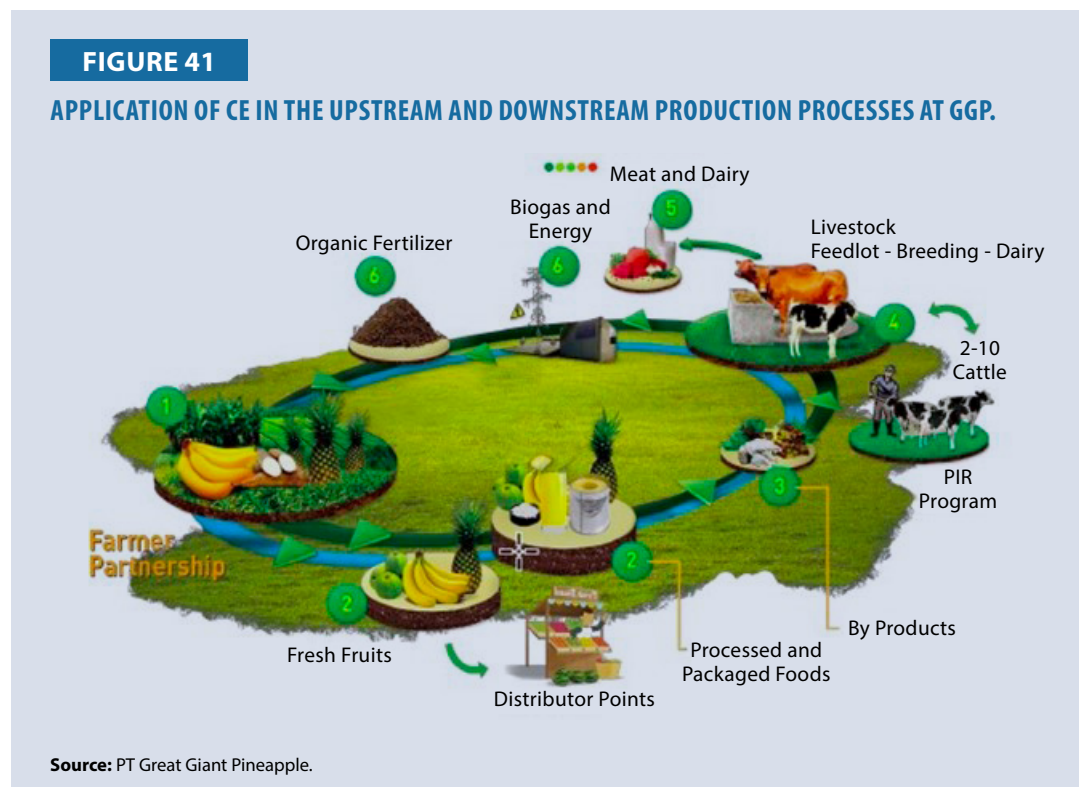 FIGURE 41
APPLICATION OF CE IN THE UPSTREAM AND DOWNSTREAM PRODUCTION PROCESSES AT GGP.
Meat and Dairy
5
Biogas and
Energy
6
Organic Fertilizer
6
Livestock
Feedlot - Breeding - Dairy
4
2-10
Cattle
PIR
Program
1
3
Farmer
Partnership
2
2
Fresh Fruits
Distributor Points
Processed and
Packaged Foods
By Products
Source: PT Great Giant Pineapple.